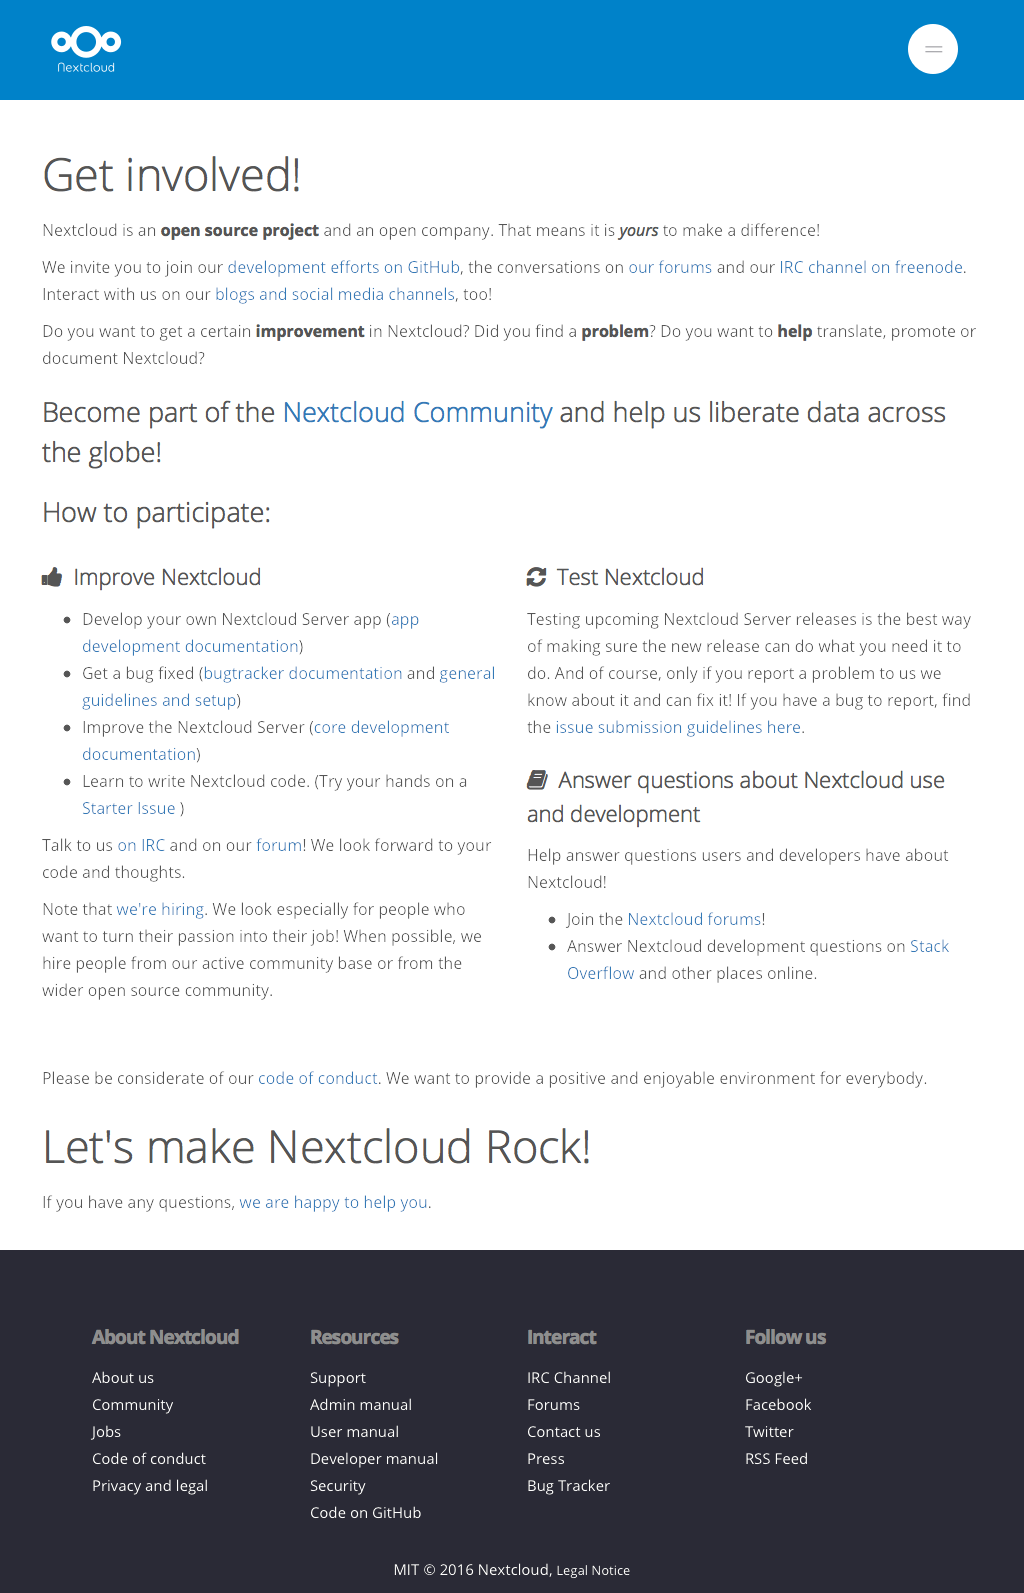 Nextcloud
Get involved!
Nextcloud is an open source project and an open company. That means it is yours to make a difference!
We invite you to join our development efforts on GitHub, the conversations on our forums and our IRC channel on freenode.
Interact with us on our blogs and social media channels, too!
Do you want to get a certain improvement in Nextcloud? Did you find a problem? Do you want to help translate, promote or
document Nextcloud?
Become part of the Nextcloud Community and help us liberate data across
the globe!
How to participate:
Improve Nextcloud
• Develop your own Nextcloud Server app (app
development documentation)
• Get a bug fixed (bugtracker documentation and general
guidelines and setup)
• Improve the Nextcloud Server (core development
documentation)
• Learn to write Nextcloud code. (Try your hands on a
Starter Issue )
Talk to us on IRC and on our forum! We look forward to your
code and thoughts.
Note that we're hiring. We look especially for people who
want to turn their passion into their job! When possible, we
hire people from our active community base or from the
wider open source community.
Test Nextcloud
Testing upcoming Nextcloud Server releases is the best way
of making sure the new release can do what you need it to
do. And of course, only if you report a problem to us we
know about it and can fix it! If you have a bug to report, find
the issue submission guidelines here.
Answer questions about Nextcloud use
and development
Help answer questions users and developers have about
Nextcloud!
• Join the Nextcloud forums!
• Answer Nextcloud development questions on Stack
Overflow and other places online.
Please be considerate of our code of conduct. We want to provide a positive and enjoyable environment for everybody.
Let's make Nextcloud Rock!
If you have any questions, we are happy to help you.
About Nextcloud
About us
Community
Jobs
Code of conduct
Privacy and legal
Resources
Support
Admin manual
User manual
Developer manual
Security
Code on GitHub
Interact
IRC Channel
Forums
Contact us
Press
Bug Tracker
Follow us
Google+
Facebook
Twitter
RSS Feed
MIT © 2016 Nextcloud, Legal Notice